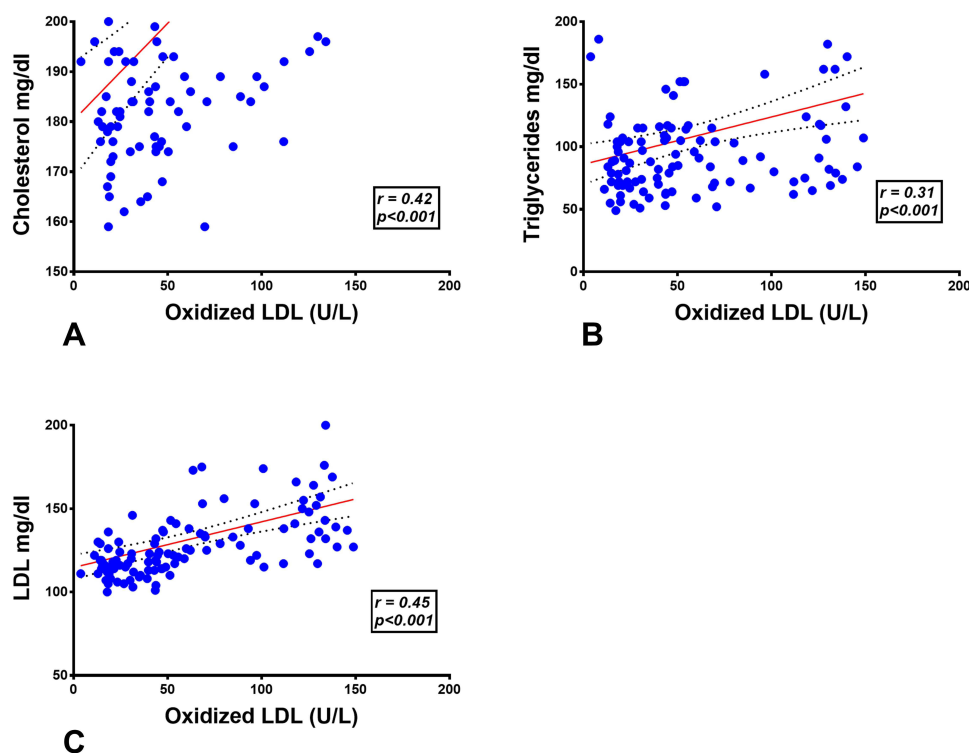 Cholesterol mg/dl
200
190
180
170
160
150
0
50
100
150
200
Oxidized LDL (U/L)
r = 0.42
p<0.001
A
Triglycerides mg/dl
200
150
100
50
0
0
50
100
150
200
Oxidized LDL (U/L)
r = 0.31
p<0.001
B
LDL mg/dl
200
150
100
50
0
50
100
150
200
Oxidized LDL (U/L)
r = 0.45
p<0.001
C